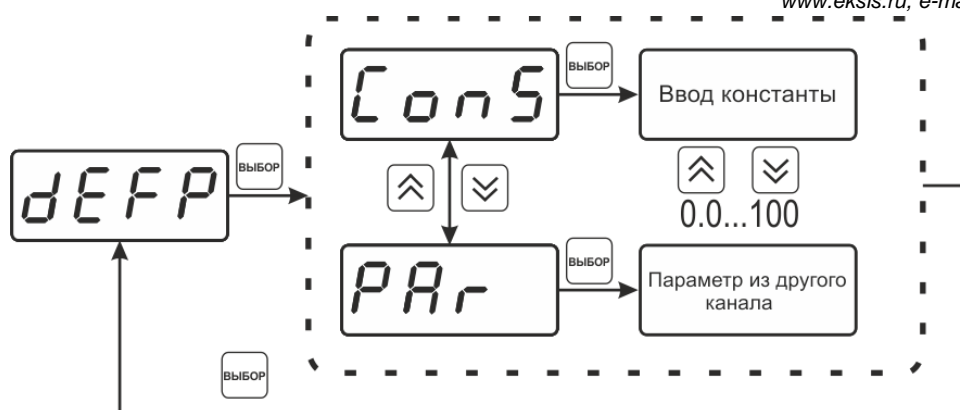 www.eksis.ru, e-ma
ConS
ВЫБОР
Ввод константы
dEFP
ВЫБОР
0.0...100
PAr
ВЫБОР
Параметр из другого
канала
ВЫБОР